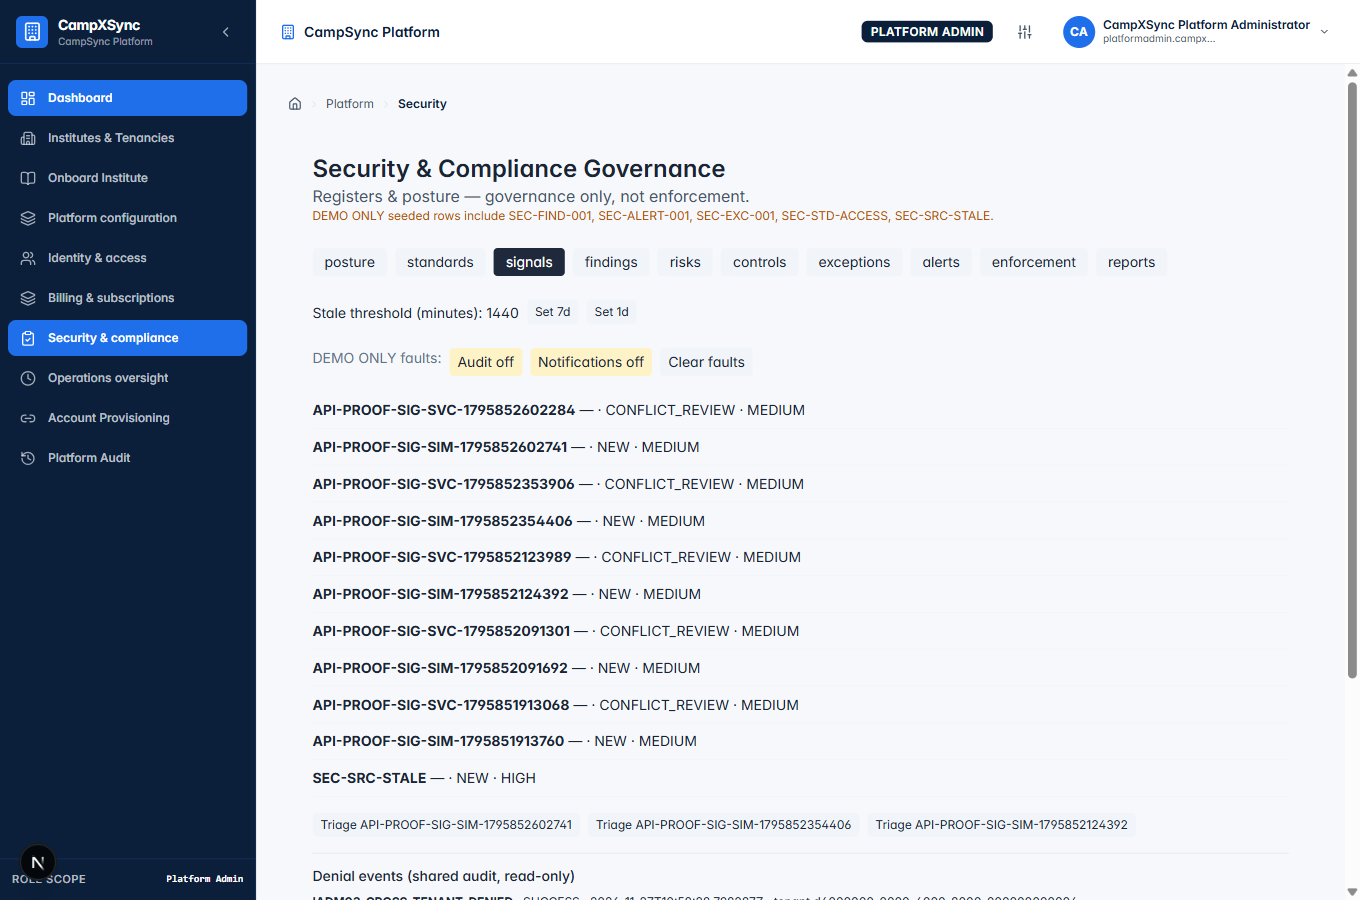 CampXSync
CampSync Platform
Dashboard
Institutes & Tenancies
Onboard Institute
Platform configuration
Identity & access
Billing & subscriptions
Security & compliance
Operations oversight
Account Provisioning
Platform Audit
N
ROLE SCOPE
Platform Admin
CampSync Platform
PLATFORM ADMIN
CA
CampXSync Platform Administrator
platformadmin.campx...
Platform
Security
Security & Compliance Governance
Registers & posture — governance only, not enforcement.
DEMO ONLY seeded rows include SEC-FIND-001, SEC-ALERT-001, SEC-EXC-001, SEC-STD-ACCESS, SEC-SRC-STALE.
posture standards signals findings risks controls exceptions alerts enforcement reports
Stale threshold (minutes): 1440 Set 7d Set 1d
DEMO ONLY faults: Audit off Notifications off Clear faults
API-PROOF-SIG-SVC-1795852602284 — · CONFLICT_REVIEW · MEDIUM
API-PROOF-SIG-SIM-1795852602741 — · NEW · MEDIUM
API-PROOF-SIG-SVC-1795852353906 — · CONFLICT_REVIEW · MEDIUM
API-PROOF-SIG-SIM-1795852354406 — · NEW · MEDIUM
API-PROOF-SIG-SVC-1795852123989 — · CONFLICT_REVIEW · MEDIUM
API-PROOF-SIG-SIM-1795852124392 — · NEW · MEDIUM
API-PROOF-SIG-SVC-1795852091301 — · CONFLICT_REVIEW · MEDIUM
API-PROOF-SIG-SIM-1795852091692 — · NEW · MEDIUM
API-PROOF-SIG-SVC-1795851913068 — · CONFLICT_REVIEW · MEDIUM
API-PROOF-SIG-SIM-1795851913760 — · NEW · MEDIUM
SEC-SRC-STALE — · NEW · HIGH
Triage API-PROOF-SIG-SIM-1795852602741 Triage API-PROOF-SIG-SIM-1795852354406 Triage API-PROOF-SIG-SIM-1795852124392
Denial events (shared audit, read-only)